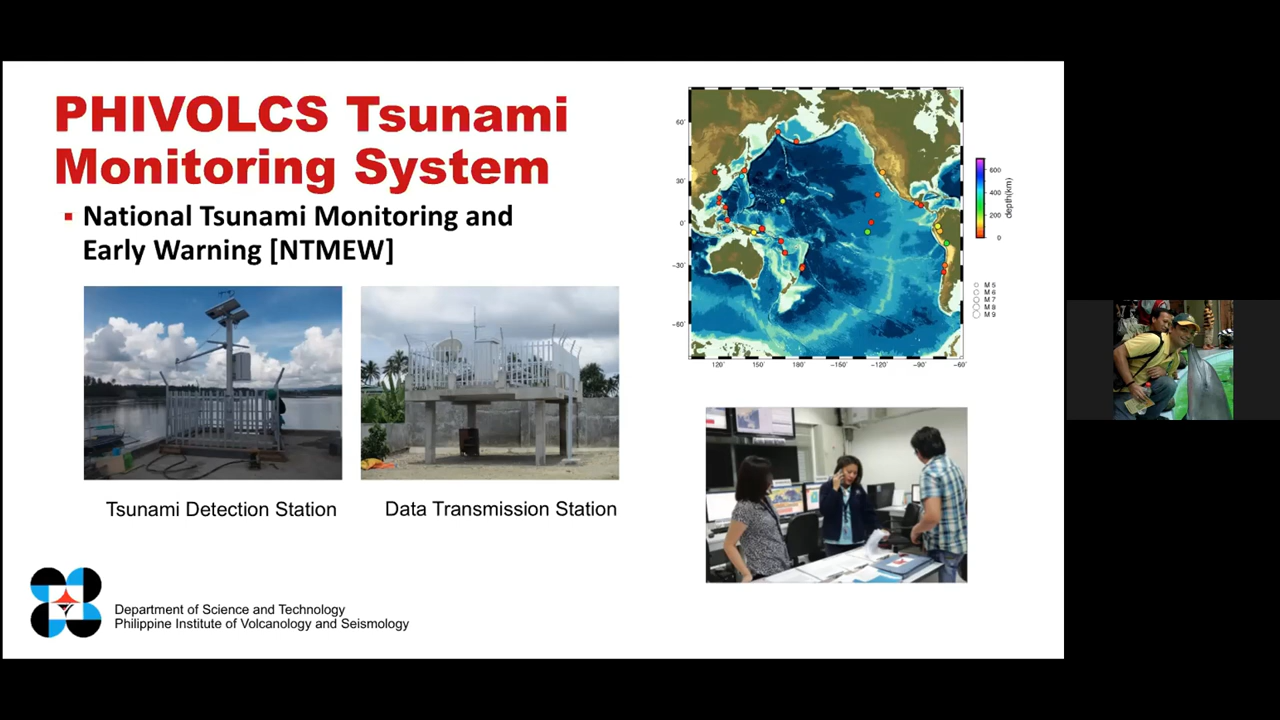 PHIVOLCS Tsunami
Monitoring System
▪ National Tsunami Monitoring and
Early Warning [NTMEW]
Tsunami Detection Station
Data Transmission Station
Department of Science and Technology
Philippine Institute of Volcanology and Seismology
60°
30°
0°
−30°
−60°
120° 150° 180° −150° −120° −90° −60°
600
400
200
0
depth(km)
M 5
M 6
M 7
M 8
M 9